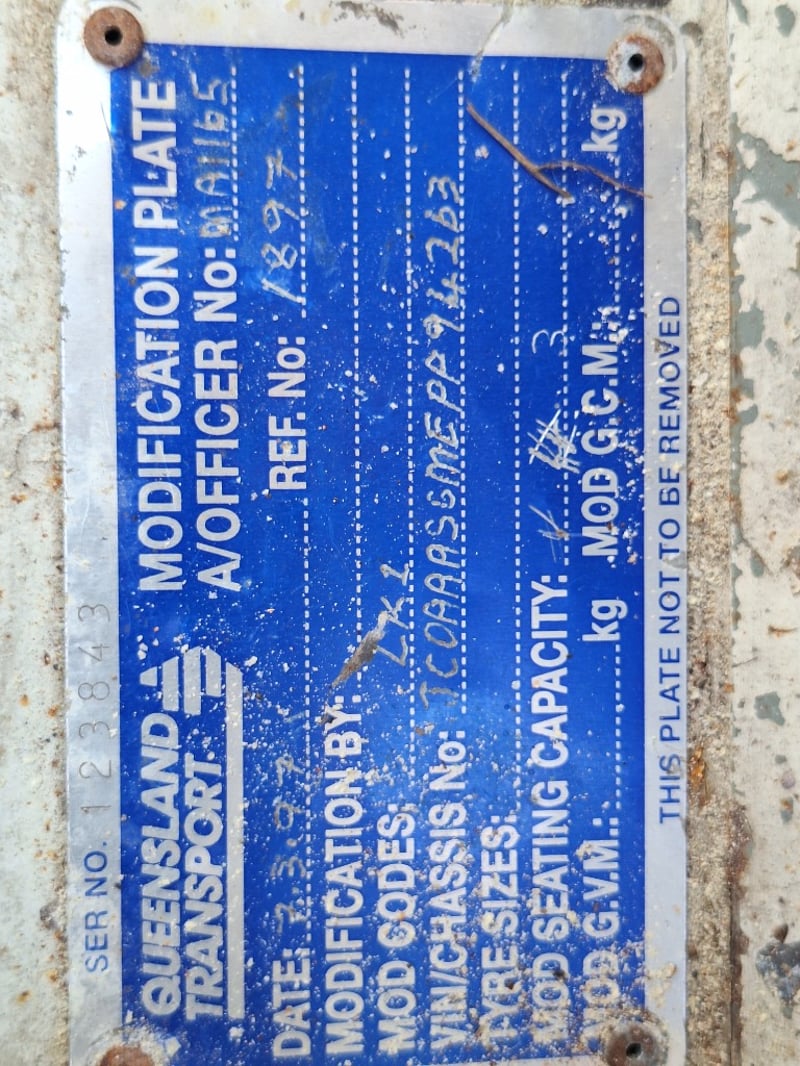 SER NO. 123843
QUEENSLAND TRANSPORT
MODIFICATION PLATE
A/OFFICER No:
DATE: 7.3.97 REF. No: 1897
MODIFICATION BY:
MOD CODES: LK1
VIN/CHASSIS No: JCOAAASGMEPP94263
TYRE SIZES:
MOD SEATING CAPACITY: 3
MOD G.V.M.: kg MOD G.C.M.: kg
THIS PLATE NOT TO BE REMOVED